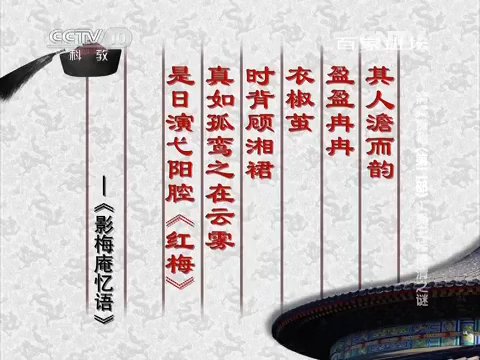 CCTV 10
科教
百家讲坛
其人澹而韵
盈盈冉冉
衣椒茧
时背顾湘裙
真如孤鸾之在云雾
是日演弋阳腔《红梅》
—《影梅庵忆语》
之谜